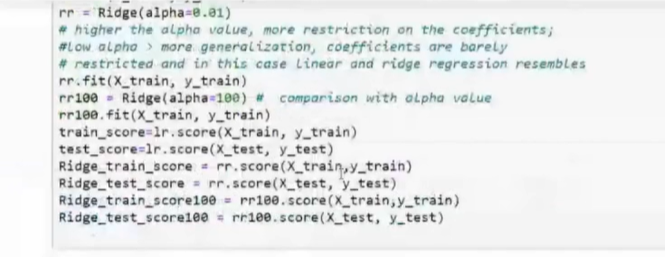 rr = Ridge(alpha=0.01)
# higher the alpha value, more restriction on the coefficients;
#Low alpha > more generalization, coefficients are barely
# restricted and in this case linear and ridge regression resembles
rr.fit(X_train, y_train)
rr100 = Ridge(alpha=100) # comparison with alpha value
rr100.fit(X_train, y_train)
train_score=lr.score(X_train, y_train)
test_score=lr.score(X_test, y_test)
Ridge_train_score = rr.score(X_train,y_train)
Ridge_test_score = rr.score(X_test, y_test)
Ridge_train_score100 = rr100.score(X_train,y_train)
Ridge_test_score100 = rr100.score(X_test, y_test)